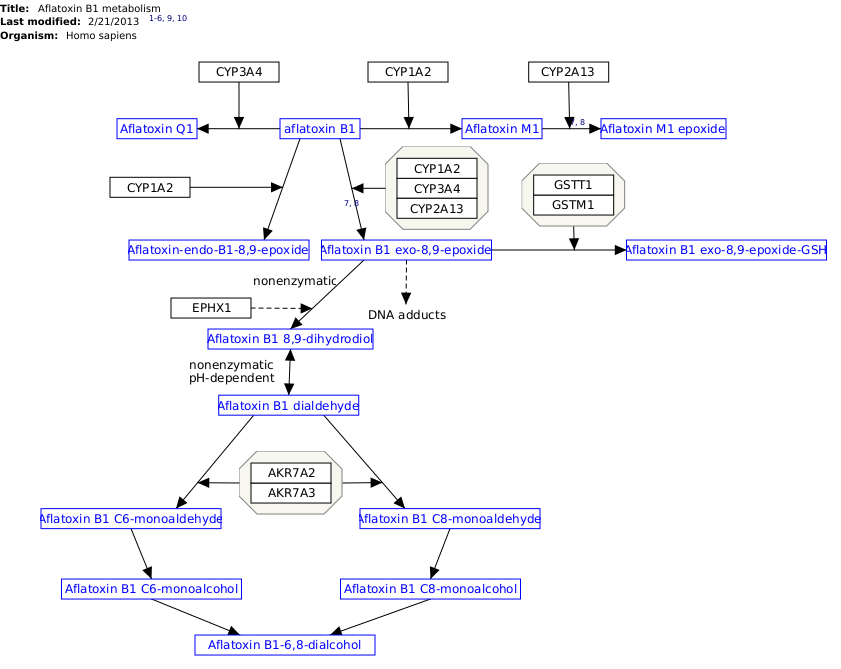 Title: Aflatoxin B1 metabolism
Last modified: 2/21/2013 1-6, 9, 10
Organism: Homo sapiens
CYP3A4
CYP1A2
CYP2A13
Aflatoxin Q1
aflatoxin B1
Aflatoxin M1
7, 8
Aflatoxin M1 epoxide
CYP1A2
CYP1A2
CYP3A4
CYP2A13
7, 8
GSTT1
GSTM1
Aflatoxin-endo-B1-8,9-epoxide
Aflatoxin B1 exo-8,9-epoxide
Aflatoxin B1 exo-8,9-epoxide-GSH
nonenzymatic
EPHX1
DNA adducts
Aflatoxin B1 8,9-dihydrodiol
nonenzymatic
pH-dependent
Aflatoxin B1 dialdehyde
AKR7A2
AKR7A3
Aflatoxin B1 C6-monoaldehyde
Aflatoxin B1 C8-monoaldehyde
Aflatoxin B1 C6-monoalcohol
Aflatoxin B1 C8-monoalcohol
Aflatoxin B1-6,8-dialcohol